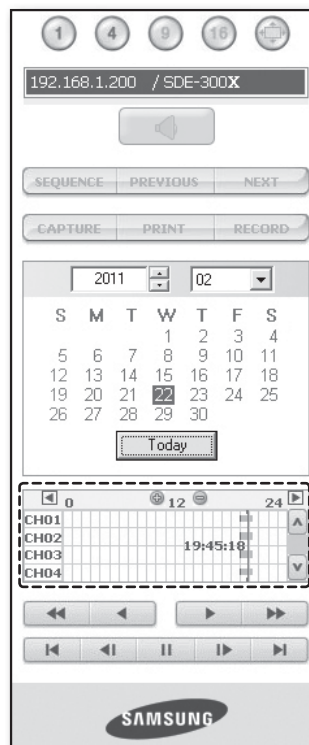 1 4 9 16
192.168.1.200 / SDE-300X
SEQUENCE PREVIOUS NEXT
CAPTURE PRINT RECORD
2011 02
S M T W T F S
1 2 3 4
5 6 7 8 9 10 11
12 13 14 15 16 17 18
19 20 21 22 23 24 25
26 27 28 29 30
Today
0 12 24
CH01
CH02
19:45:18
CH03
CH04
SAMSUNG